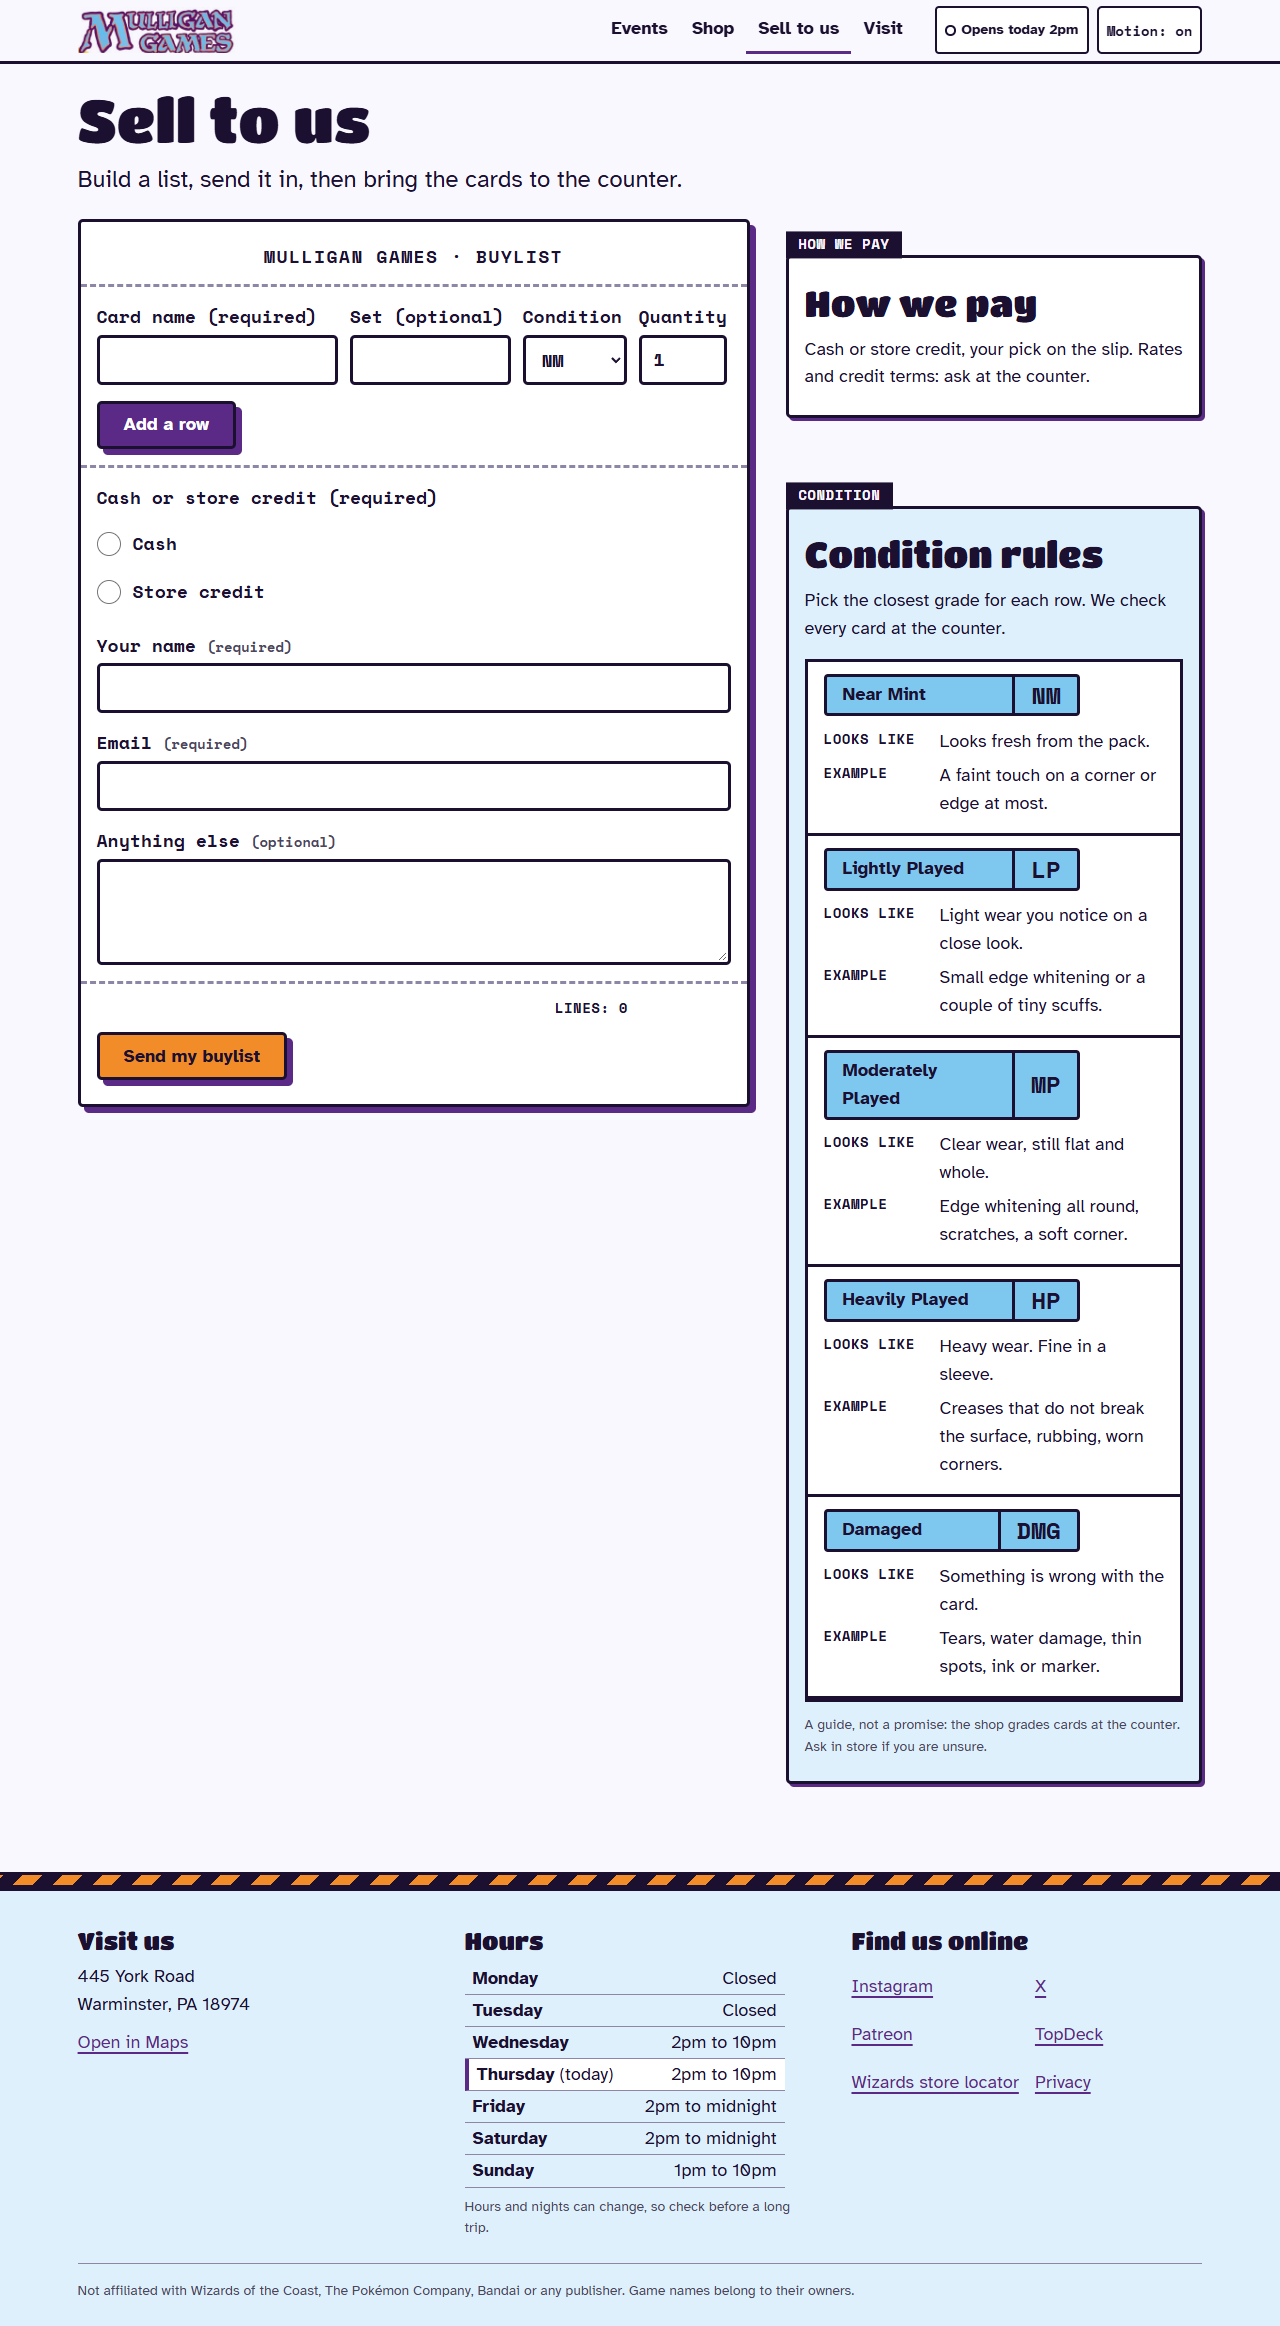 MULLIGAN GAMES
Events Shop Sell to us Visit Opens today 2pm Motion: on
Sell to us
Build a list, send it in, then bring the cards to the counter.
MULLIGAN GAMES · BUYLIST
Card name (required) Set (optional) Condition Quantity
NM 1
Add a row
Cash or store credit (required)
Cash
Store credit
Your name (required)
Email (required)
Anything else (optional)
LINES: 0
Send my buylist
HOW WE PAY
How we pay
Cash or store credit, your pick on the slip. Rates
and credit terms: ask at the counter.
CONDITION
Condition rules
Pick the closest grade for each row. We check
every card at the counter.
Near Mint NM
LOOKS LIKE Looks fresh from the pack.
EXAMPLE A faint touch on a corner or
edge at most.
Lightly Played LP
LOOKS LIKE Light wear you notice on a
close look.
EXAMPLE Small edge whitening or a
couple of tiny scuffs.
Moderately
Played MP
LOOKS LIKE Clear wear, still flat and
whole.
EXAMPLE Edge whitening all round,
scratches, a soft corner.
Heavily Played HP
LOOKS LIKE Heavy wear. Fine in a
sleeve.
EXAMPLE Creases that do not break
the surface, rubbing, worn
corners.
Damaged DMG
LOOKS LIKE Something is wrong with the
card.
EXAMPLE Tears, water damage, thin
spots, ink or marker.
A guide, not a promise: the shop grades cards at the counter.
Ask in store if you are unsure.
Visit us
445 York Road
Warminster, PA 18974
Open in Maps
Hours
Monday Closed
Tuesday Closed
Wednesday 2pm to 10pm
Thursday (today) 2pm to 10pm
Friday 2pm to midnight
Saturday 2pm to midnight
Sunday 1pm to 10pm
Hours and nights can change, so check before a long
trip.
Find us online
Instagram X
Patreon TopDeck
Wizards store locator Privacy
Not affiliated with Wizards of the Coast, The Pokémon Company, Bandai or any publisher. Game names belong to their owners.